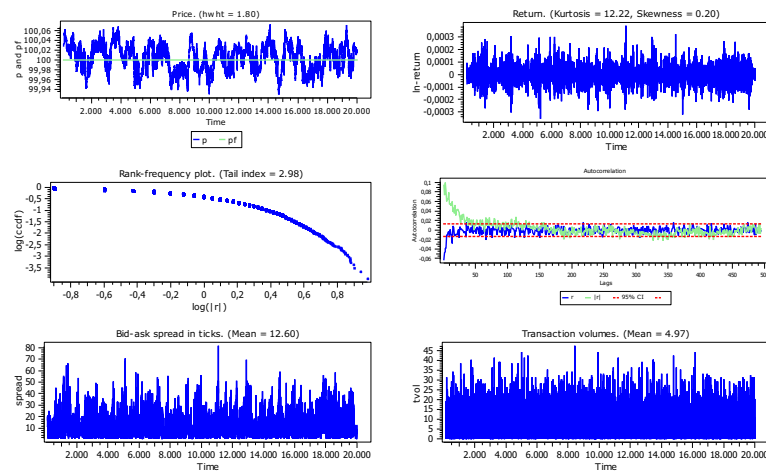 Price. (hwht = 1.80)
p and pf
100,06
100,04
100,02
100
99,98
99,96
99,94
2.000 4.000 6.000 8.000 10.000 12.000 14.000 16.000 18.000 20.000
Time
p pf
Return. (Kurtosis = 12.22, Skewness = 0.20)
ln-return
0,0003
0,0002
0,0001
0
-0,0001
-0,0002
-0,0003
2.000 4.000 6.000 8.000 10.000 12.000 14.000 16.000 18.000 20.000
Time
Rank-frequency plot. (Tail index = 2.98)
log(ccdf)
0
-0,5
-1
-1,5
-2
-2,5
-3
-3,5
-0,8 -0,6 -0,4 -0,2 0 0,2 0,4 0,6 0,8
log(|r|)
Autocorrelation
Autocorrelation
0,1
0,08
0,06
0,04
0,02
0
-0,02
-0,04
-0,06
50 100 150 200 250 300 350 400 450 500
Lags
r |r| 95% CI
Bid-ask spread in ticks. (Mean = 12.60)
spread
80
70
60
50
40
30
20
10
2.000 4.000 6.000 8.000 10.000 12.000 14.000 16.000 18.000 20.000
Time
Transaction volumes. (Mean = 4.97)
tvol
45
40
35
30
25
20
15
10
5
0
2.000 4.000 6.000 8.000 10.000 12.000 14.000 16.000 18.000 20.000
Time